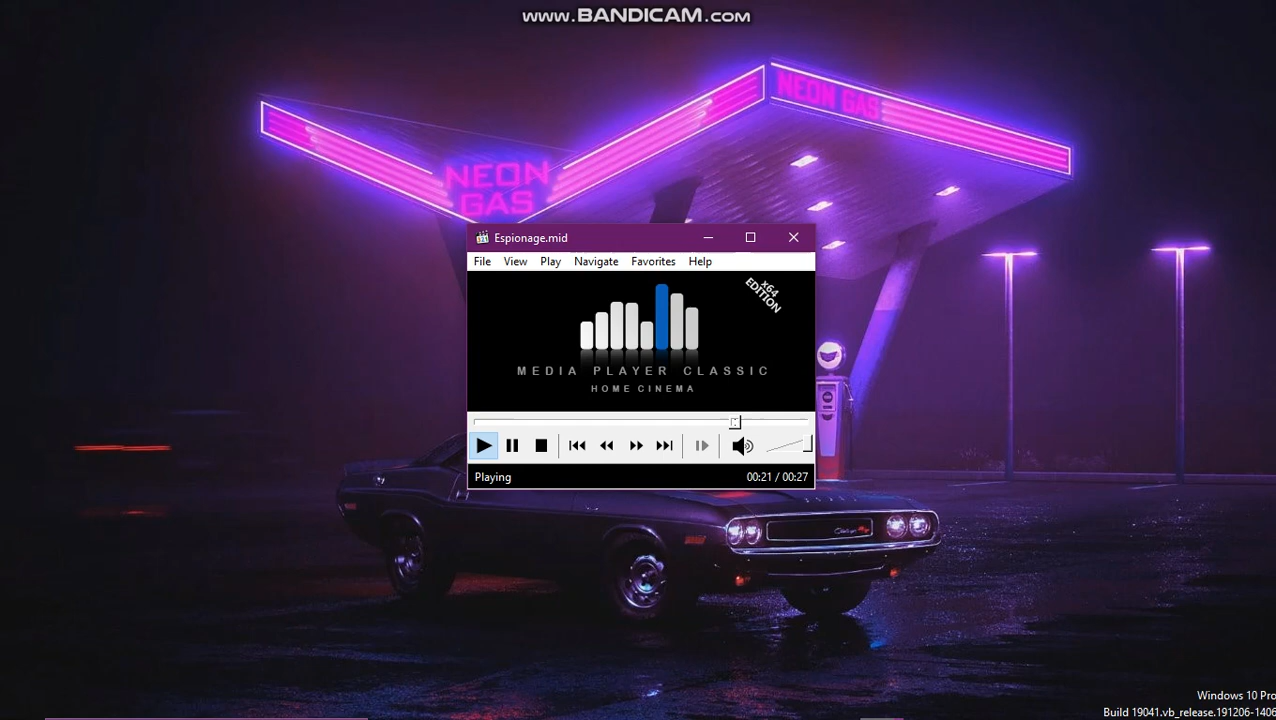 www.BANDICAM.com
NEON GAS
NEON
GAS
Espionage.mid
File View Play Navigate Favorites Help
x64
EDITION
MEDIA PLAYER CLASSIC
HOME CINEMA
Playing 00:21 / 00:27
Windows 10 Pro
Build 19041.vb_release.191206-1406